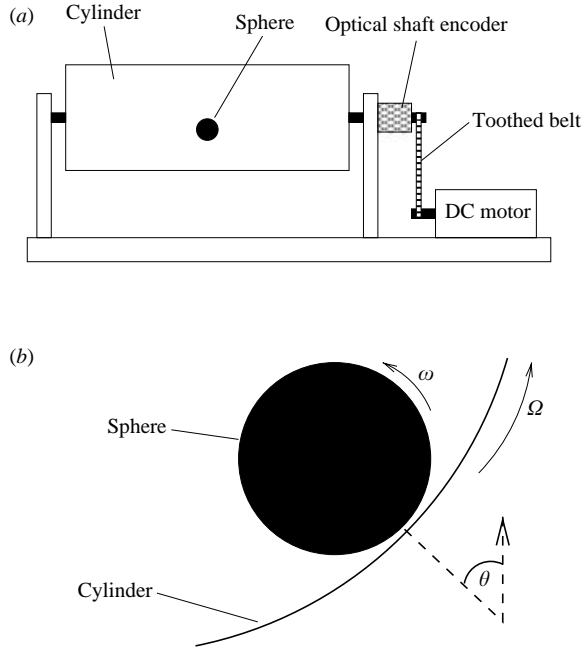 (a)
Cylinder
Sphere
Optical shaft encoder
Toothed belt
DC motor
(b)
ω
Ω
Sphere
θ
Cylinder